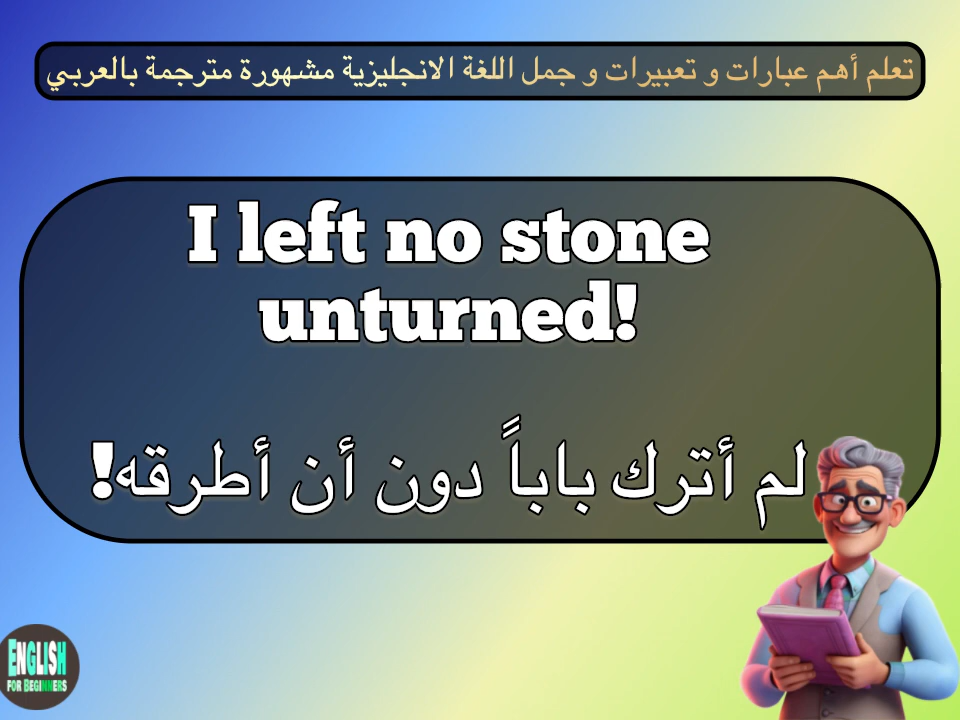 تعلم أهم عبارات و تعبيرات و جمل اللغة الانجليزية مشهورة مترجمة بالعربي
I left no stone
unturned!
لم أترك باباً دون أن أطرقه!
ENGLISH
FOR BEGINNERS